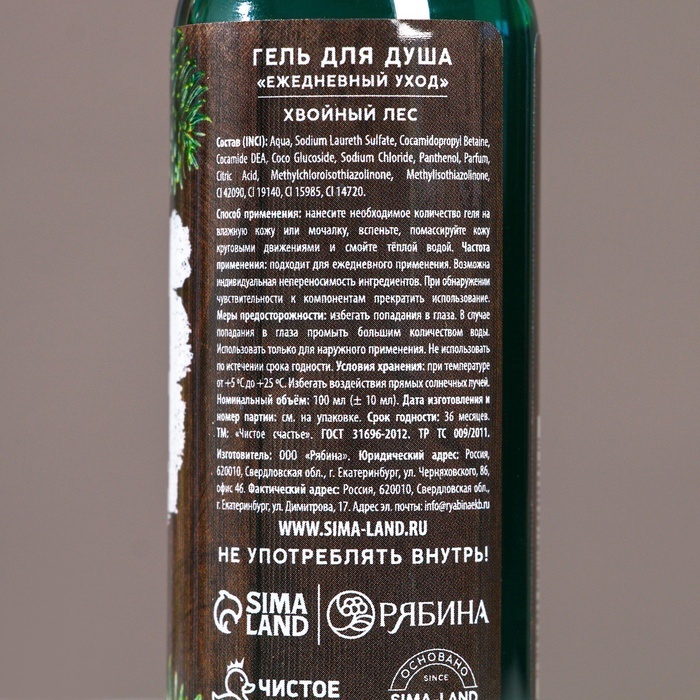 ГЕЛЬ ДЛЯ ДУША
«ЕЖЕДНЕВНЫЙ УХОД»
ХВОЙНЫЙ ЛЕС
Состав (INCI): Aqua, Sodium Laureth Sulfate, Cocamidopropyl Betaine,
Cocamide DEA, Coco Glucoside, Sodium Chloride, Panthenol, Parfum,
Citric Acid, Methylchloroisothiazolinone, Methylisothiazolinone,
CI 42090, CI 19140, CI 15985, CI 14720.
Способ применения: нанесите необходимое количество геля на
влажную кожу или мочалку, вспеньте, помассируйте кожу
круговыми движениями и смойте тёплой водой. Частота
применения: подходит для ежедневного применения. Возможна
индивидуальная непереносимость ингредиентов. При обнаружении
чувствительности к компонентам прекратить использование.
Меры предосторожности: избегать попадания в глаза. В случае
попадания в глаза промыть большим количеством воды.
Использовать только для наружного применения. Не использовать
по истечении срока годности. Условия хранения: при температуре
от +5 °C до +25 °C. Избегать воздействия прямых солнечных лучей.
Номинальный объём: 100 мл (± 10 мл). Дата изготовления и
номер партии: см. на упаковке. Срок годности: 36 месяцев.
ТМ: «Чистое счастье». ГОСТ 31696-2012. ТР ТС 009/2011.
Изготовитель: ООО «Рябина». Юридический адрес: Россия,
620010, Свердловская обл., г. Екатеринбург, ул. Черняховского, 86,
офис 46. Фактический адрес: Россия, 620010, Свердловская обл.,
г. Екатеринбург, ул. Димитрова, 17. Адрес эл. почты: info@ryabinaekb.ru
WWW.SIMA-LAND.RU
НЕ УПОТРЕБЛЯТЬ ВНУТРЬ!
SIMA
LAND
РЯБИНА
ЧИСТОЕ
ОСНОВАНО
SINCE
SIMA LAND